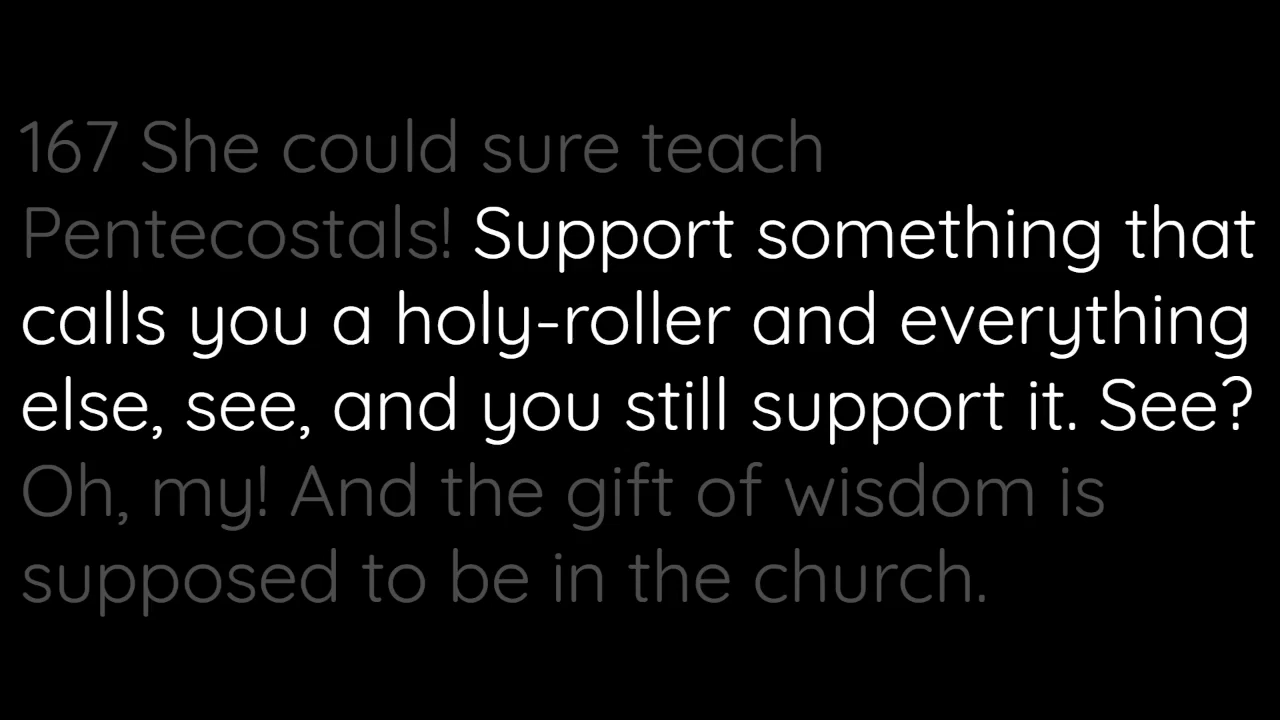 167 She could sure teach
Pentecostals! Support something that
calls you a holy-roller and everything
else, see, and you still support it. See?
Oh, my! And the gift of wisdom is
supposed to be in the church.